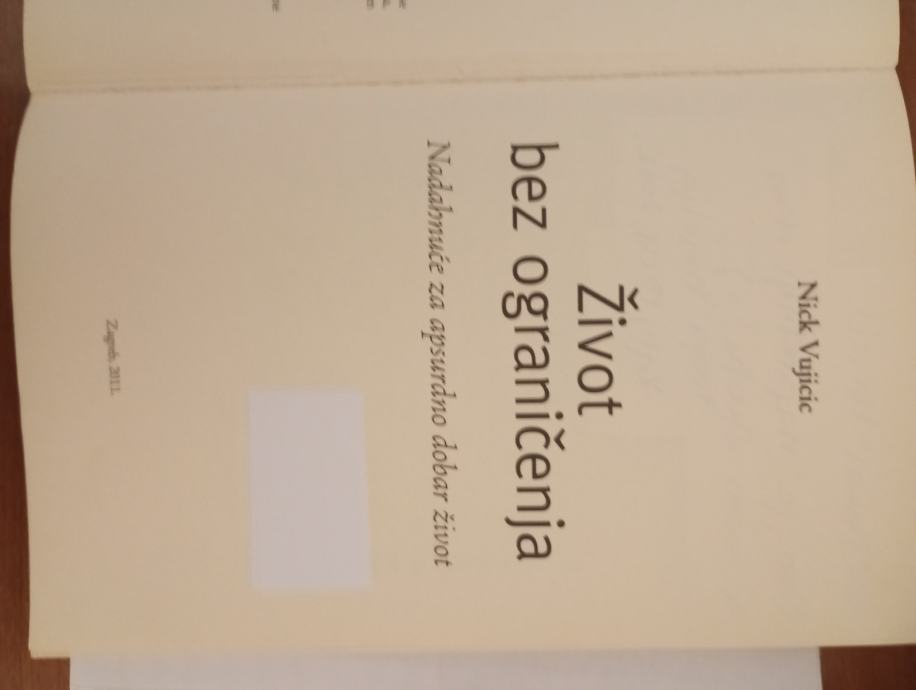 Nick Vujicic
Život
bez ograničenja
Nadahnuće za apsurdno dobar život
Zagreb, 2011.